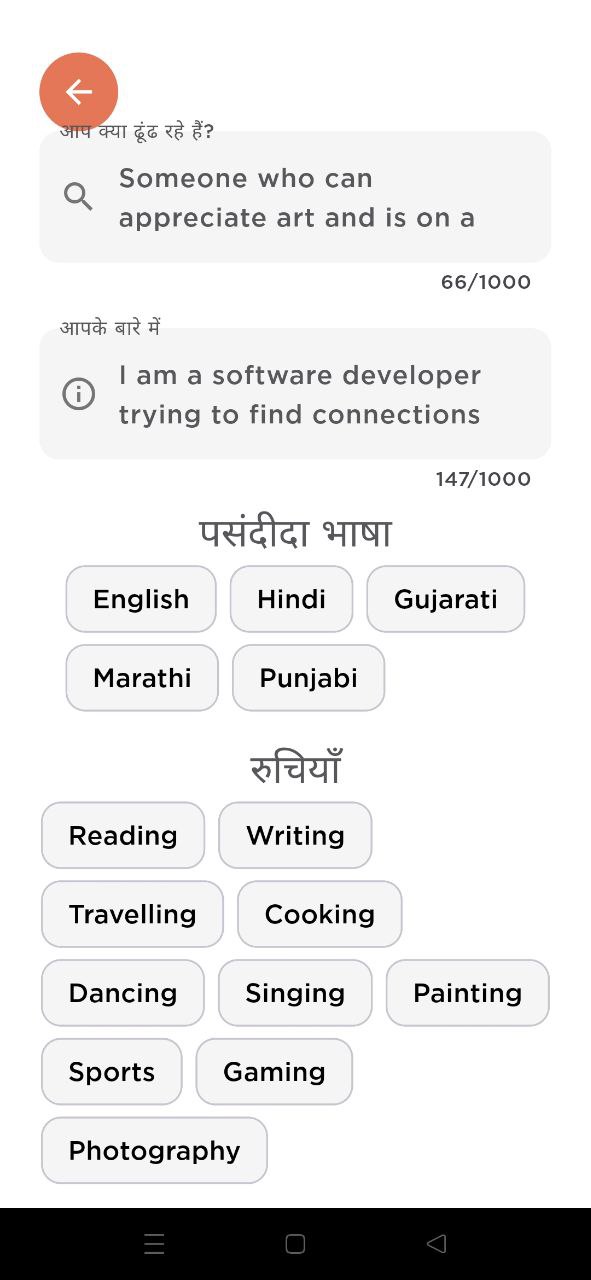 आप क्या ढूंढ रहे हैं?
Someone who can
appreciate art and is on a
66/1000
आपके बारे में
I am a software developer
trying to find connections
147/1000
पसंदीदा भाषा
English Hindi Gujarati
Marathi Punjabi
रुचियाँ
Reading Writing
Travelling Cooking
Dancing Singing Painting
Sports Gaming
Photography